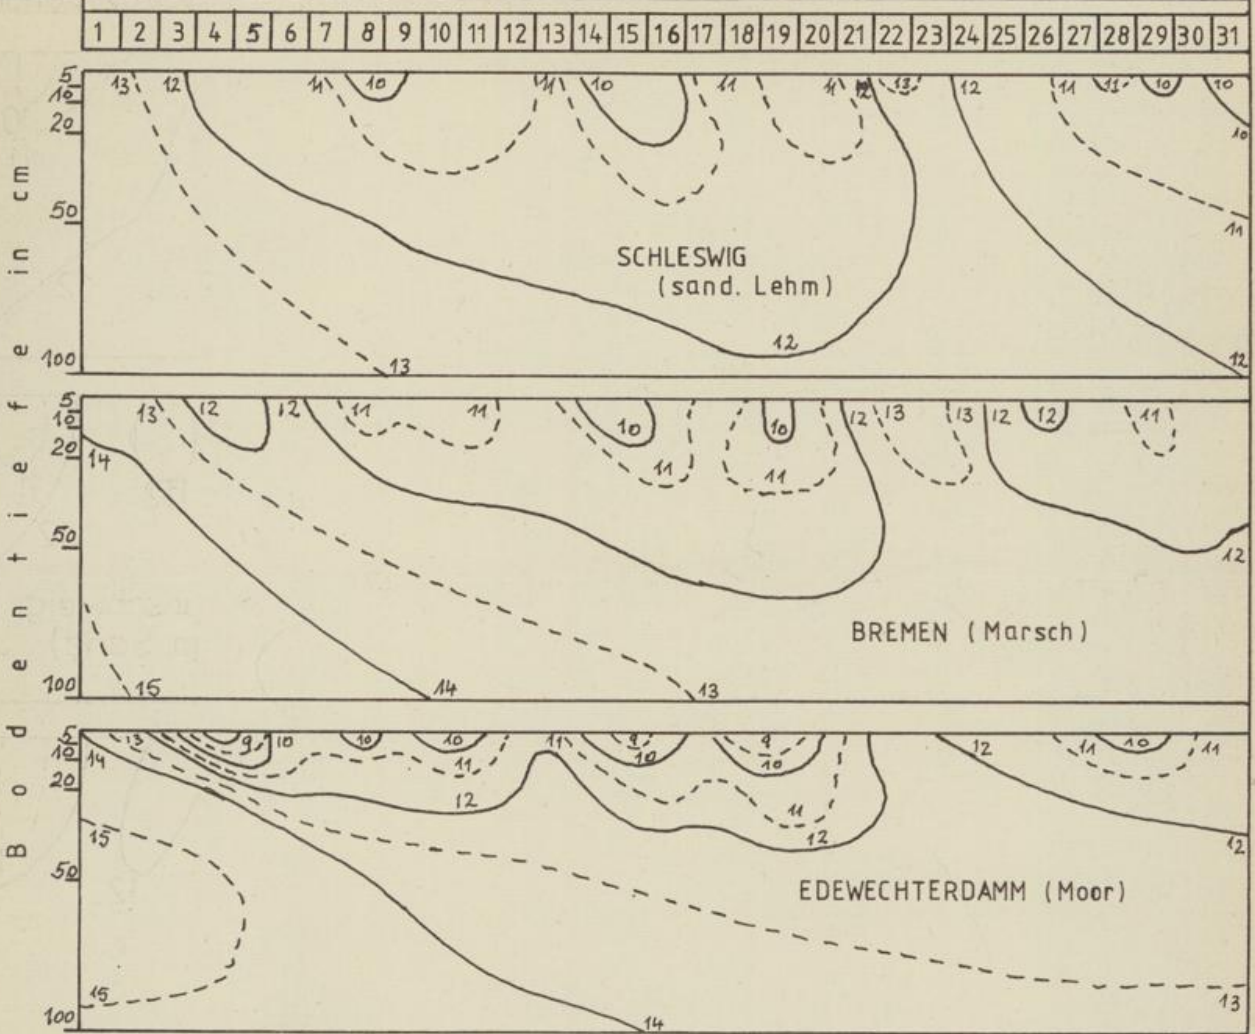 1 2 3 4 5 6 7 8 9 10 11 12 13 14 15 16 17 18 19 20 21 22 23 24 25 26 27 28 29 30 31
Bodentiefe in cm
5 13 12 11 10 11 10 11 11 12 13 12 11 11 10 10
10
20 10
50 11
SCHLESWIG
(sand. Lehm)
12
100 13 12
5 13 12 12 11 11 12 13 13 12 12 11
10 10 10
20 14 11 11
50 12
BREMEN (Marsch)
100 15 14 13
5 13 9 10 10 10 11 9 9 12 11 10 11
10 14 11 10 10
20 12 11
15 12 12
50
EDEWECHTERDAMM (Moor)
15 13
100 14